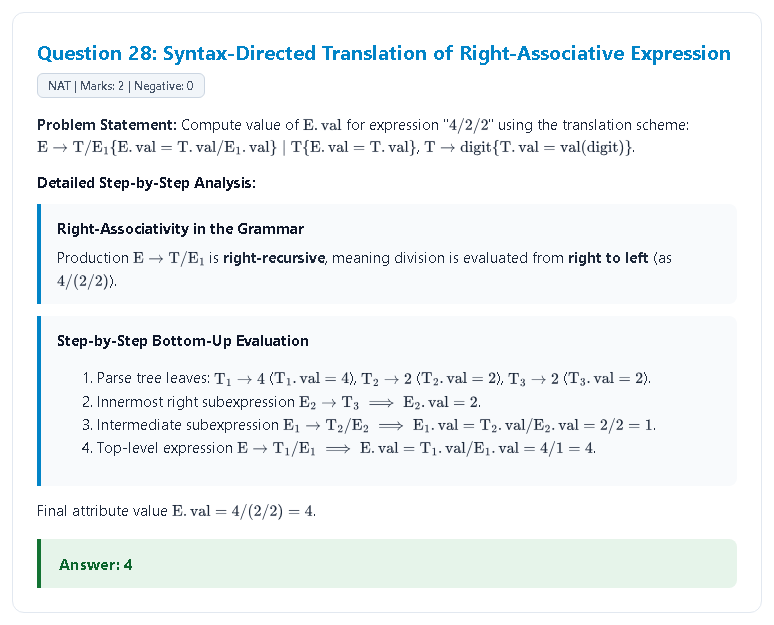 Question 28: Syntax-Directed Translation of Right-Associative Expression
NAT | Marks: 2 | Negative: 0
Problem Statement: Compute value of E. val for expression "4/2/2" using the translation scheme:
E → T/E₁{E. val = T. val/E₁. val} | T{E. val = T. val}, T → digit{T. val = val(digit)}.
Detailed Step-by-Step Analysis:
Right-Associativity in the Grammar
Production E → T/E₁ is right-recursive, meaning division is evaluated from right to left (as
4/(2/2)).
Step-by-Step Bottom-Up Evaluation
1. Parse tree leaves: T₁ → 4 (T₁. val = 4), T₂ → 2 (T₂. val = 2), T₃ → 2 (T₃. val = 2).
2. Innermost right subexpression E₂ → T₃ ⟹ E₂. val = 2.
3. Intermediate subexpression E₁ → T₂/E₂ ⟹ E₁. val = T₂. val/E₂. val = 2/2 = 1.
4. Top-level expression E → T₁/E₁ ⟹ E. val = T₁. val/E₁. val = 4/1 = 4.
Final attribute value E. val = 4/(2/2) = 4.
Answer: 4